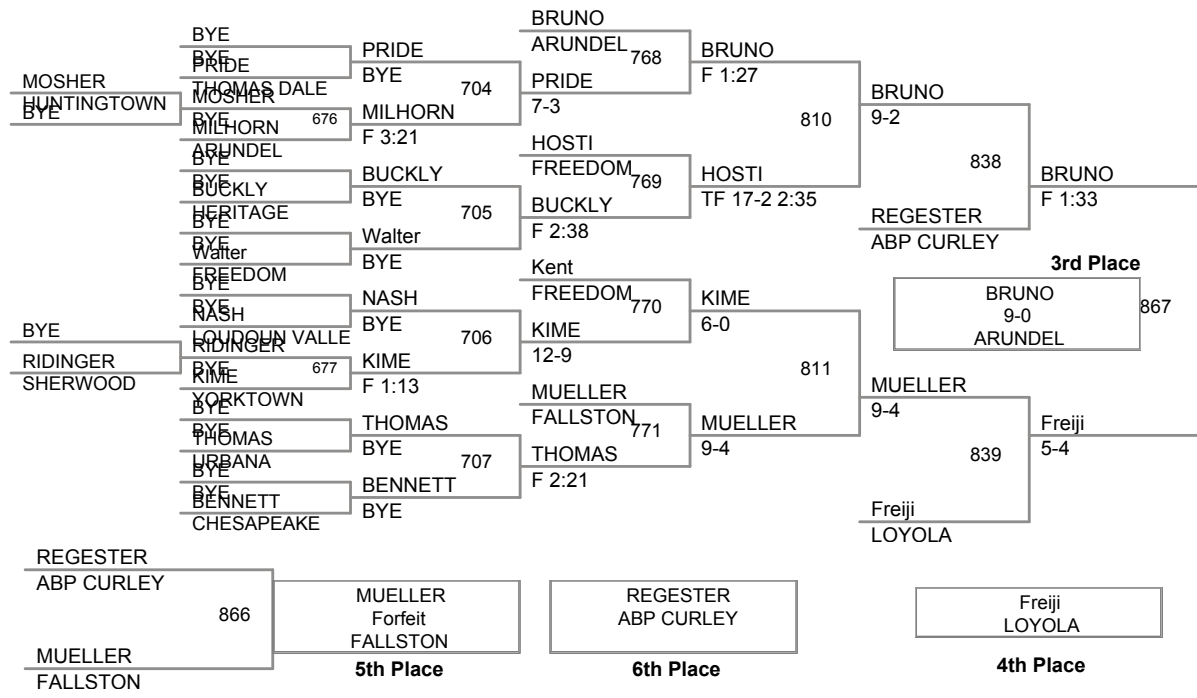 MOSHER
HUNTINGTOWN
BYE
BYE
RIDINGER
SHERWOOD
BYE
BYE
PRIDE
THOMAS DALE
MOSHER
BYE
676
MILHORN
ARUNDEL
BYE
BYE
BUCKLY
HERITAGE
BYE
BYE
Walter
FREEDOM
BYE
BYE
NASH
LOUDOUN VALLE
RIDINGER
BYE
677
KIME
YORKTOWN
BYE
BYE
THOMAS
URBANA
BYE
BYE
BENNETT
CHESAPEAKE
PRIDE
BYE
704
MILHORN
F 3:21
BUCKLY
BYE
705
Walter
BYE
NASH
BYE
706
KIME
F 1:13
THOMAS
BYE
707
BENNETT
BYE
BRUNO
ARUNDEL
768
PRIDE
7-3
HOSTI
FREEDOM
769
BUCKLY
F 2:38
Kent
FREEDOM
770
KIME
12-9
MUELLER
FALLSTON
771
THOMAS
F 2:21
BRUNO
F 1:27
810
HOSTI
TF 17-2 2:35
KIME
6-0
811
MUELLER
9-4
BRUNO
9-2
838
REGESTER
ABP CURLEY
MUELLER
9-4
839
Freiji
LOYOLA
BRUNO
F 1:33
3rd Place
BRUNO
9-0
ARUNDEL
867
Freiji
5-4
REGESTER
ABP CURLEY
866
MUELLER
FALLSTON
MUELLER
Forfeit
FALLSTON
5th Place
REGESTER
ABP CURLEY
6th Place
Freiji
LOYOLA
4th Place